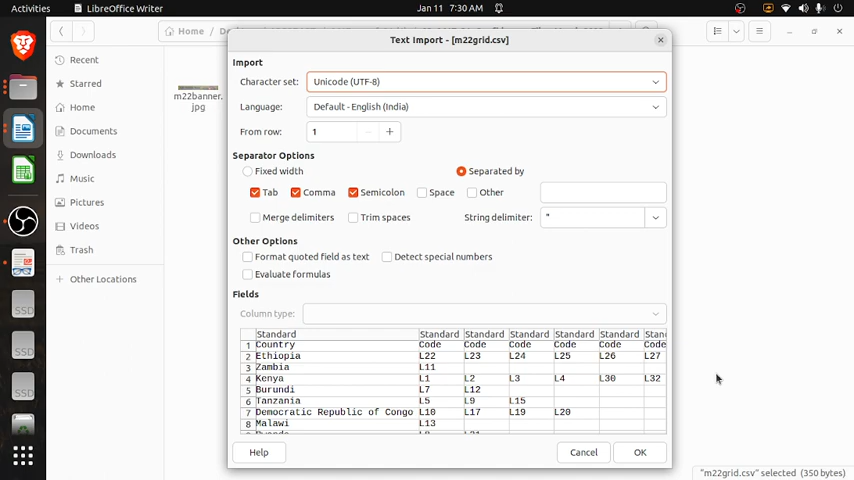 Activities LibreOffice Writer Jan 11 7:30 AM
Home
Text Import - [m22grid.csv]
Recent
Starred
Home
Documents
Downloads
Music
Pictures
Videos
Trash
Other Locations
m22banner.
jpg
Import
Character set: Unicode (UTF-8)
Language: Default - English (India)
From row: 1
Separator Options
Fixed width Separated by
Tab Comma Semicolon Space Other
Merge delimiters Trim spaces String delimiter: "
Other Options
Format quoted field as text Detect special numbers
Evaluate formulas
Fields
Column type:
Standard Standard Standard Standard Standard Standard Stan
1 Country Code Code Code Code Code Code
2 Ethiopia L22 L23 L24 L25 L26 L27
3 Zambia L11
4 Kenya L1 L2 L3 L4 L30 L32
5 Burundi L7 L12
6 Tanzania L5 L9 L15
7 Democratic Republic of Congo L10 L17 L19 L20
8 Malawi L13
Help Cancel OK
"m22grid.csv" selected (350 bytes)
SSD
SSD
SSD